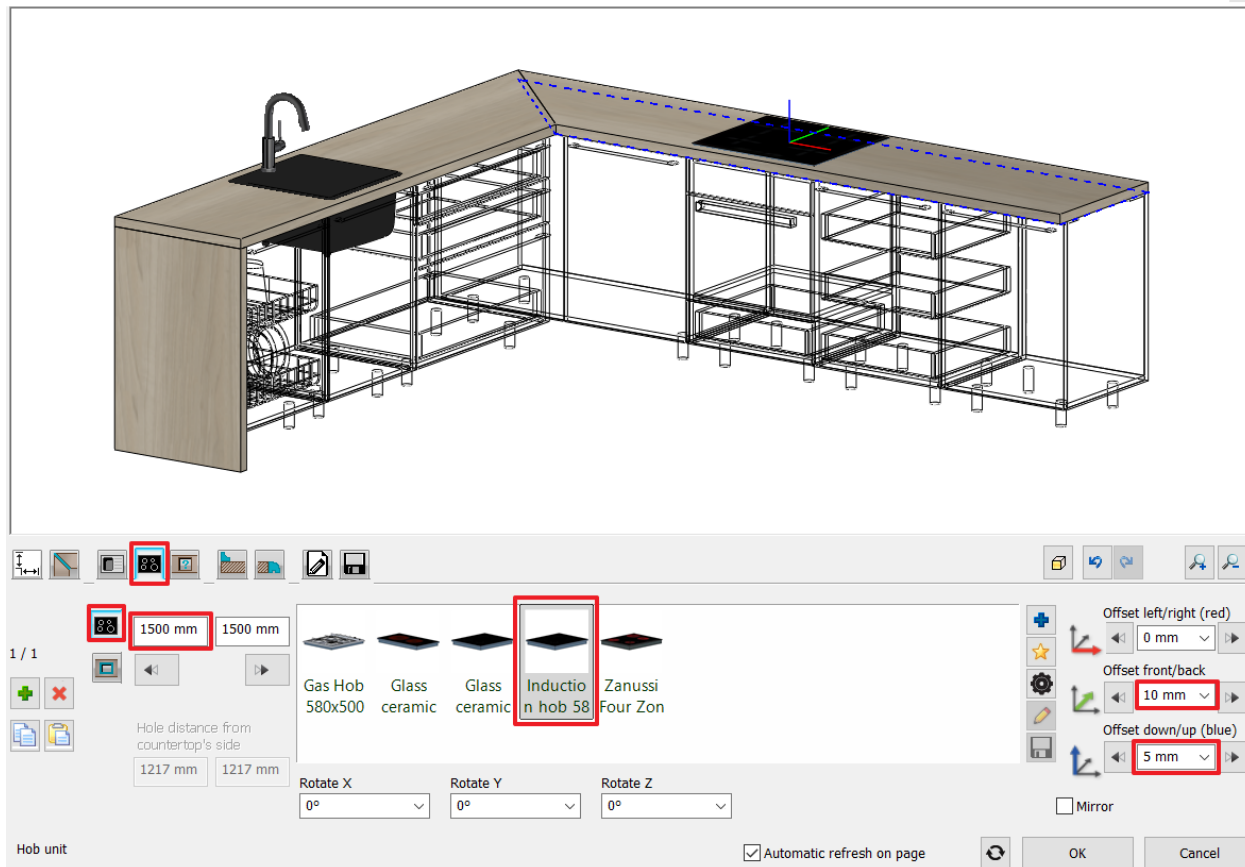 1500 mm
1500 mm
1 / 1
Hole distance from
countertop's side
1217 mm
1217 mm
Gas Hob
580x500
Glass
ceramic
Glass
ceramic
Inductio
n hob 58
Zanussi
Four Zon
Rotate X
0°
Rotate Y
0°
Rotate Z
0°
Offset left/right (red)
0 mm
Offset front/back
10 mm
Offset down/up (blue)
5 mm
Mirror
Hob unit
Automatic refresh on page
OK
Cancel